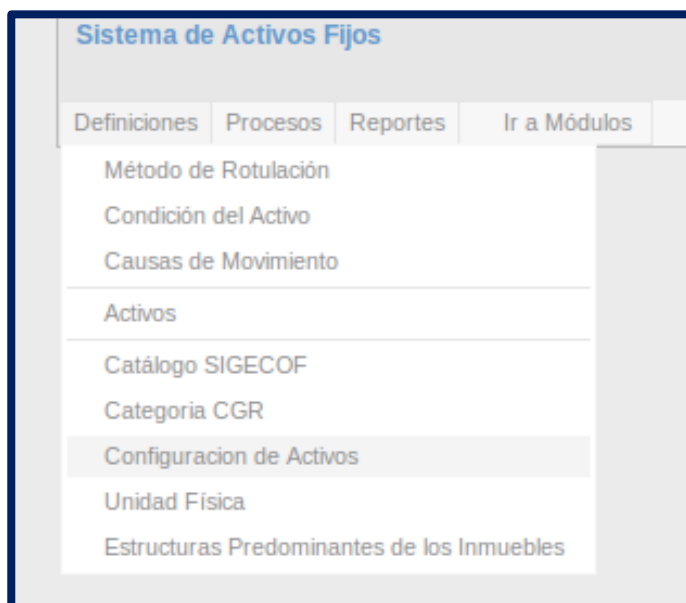 Sistema de Activos Fijos
Definiciones Procesos Reportes Ir a Módulos
Método de Rotulación
Condición del Activo
Causas de Movimiento
Activos
Catálogo SIGECOF
Categoria CGR
Configuracion de Activos
Unidad Física
Estructuras Predominantes de los Inmuebles